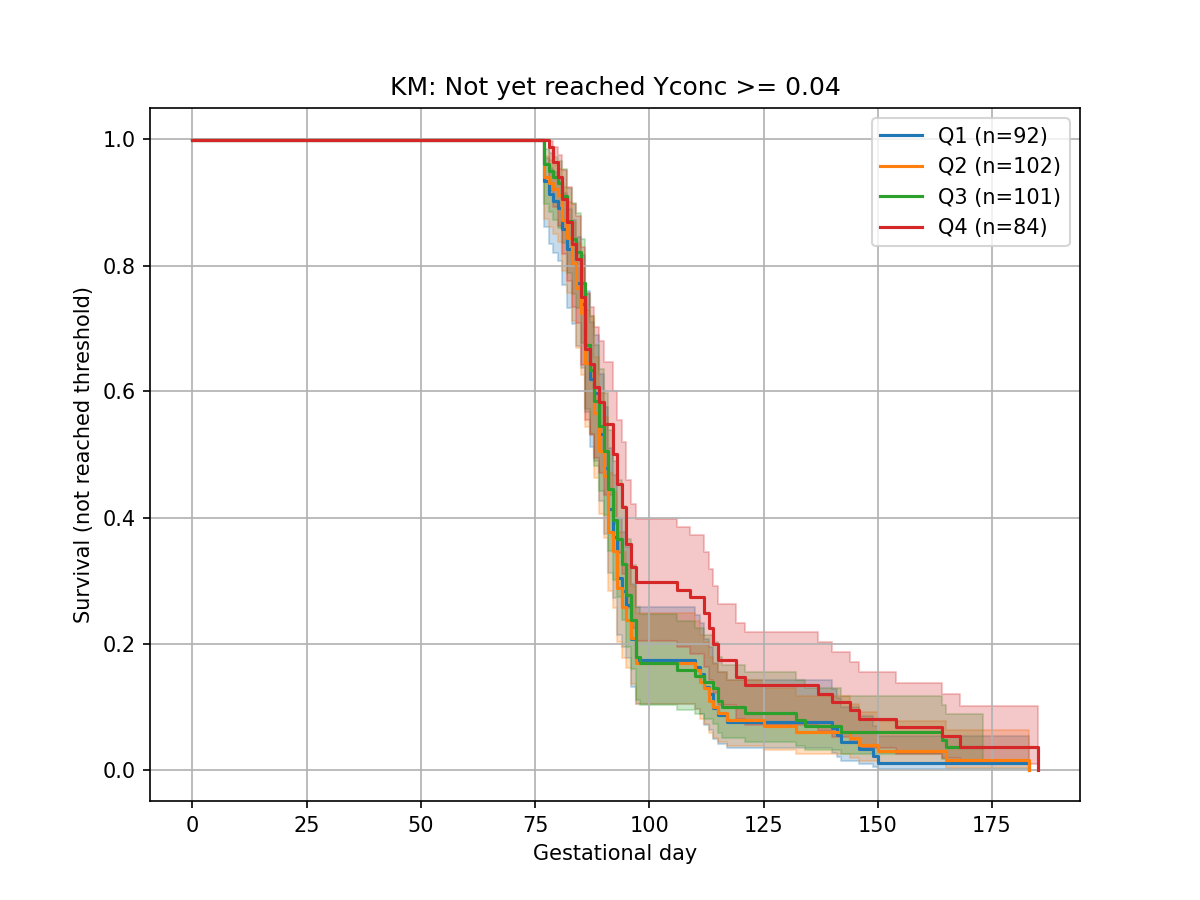 KM: Not yet reached Yconc >= 0.04
Q1 (n=92)
Q2 (n=102)
Q3 (n=101)
Q4 (n=84)
Survival (not reached threshold)
1.0
0.8
0.6
0.4
0.2
0.0
0 25 50 75 100 125 150 175
Gestational day